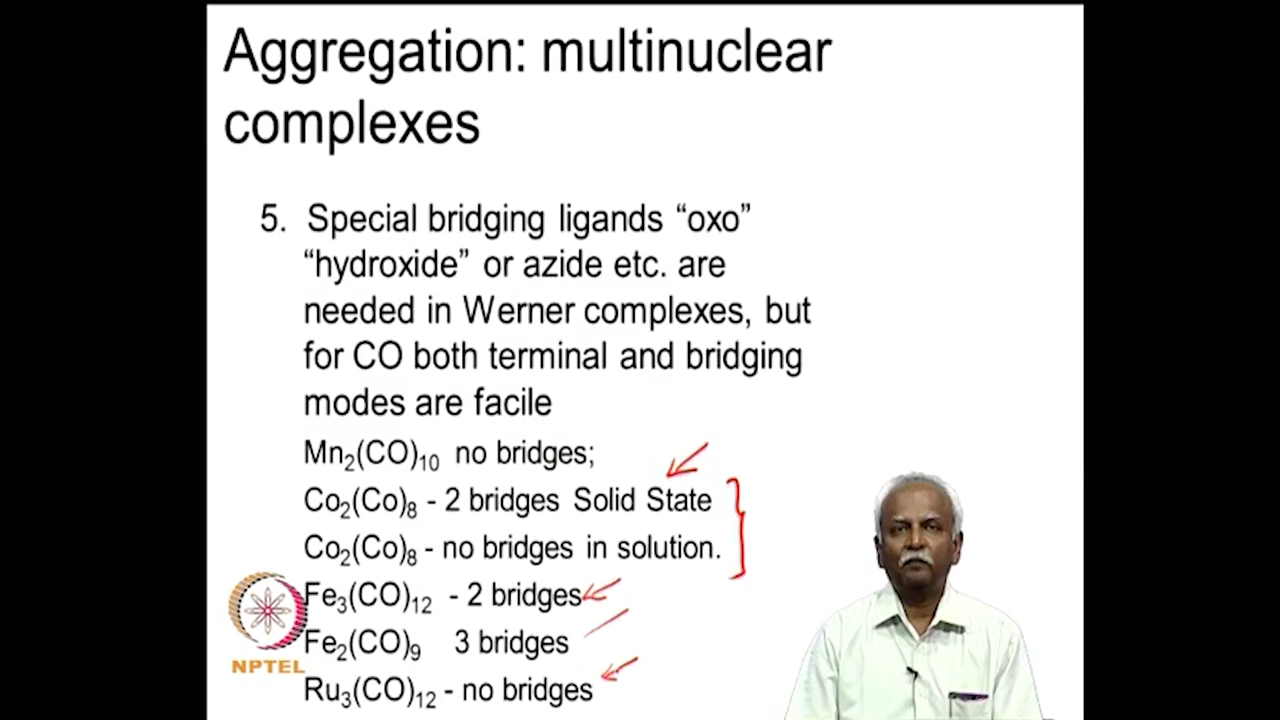 Aggregation: multinuclear
complexes
5. Special bridging ligands “oxo”
“hydroxide” or azide etc. are
needed in Werner complexes, but
for CO both terminal and bridging
modes are facile
Mn₂(CO)₁₀ no bridges;
Co₂(Co)₈ - 2 bridges Solid State
Co₂(Co)₈ - no bridges in solution.
Fe₃(CO)₁₂ - 2 bridges
Fe₂(CO)₉ 3 bridges
Ru₃(CO)₁₂ - no bridges
NPTEL